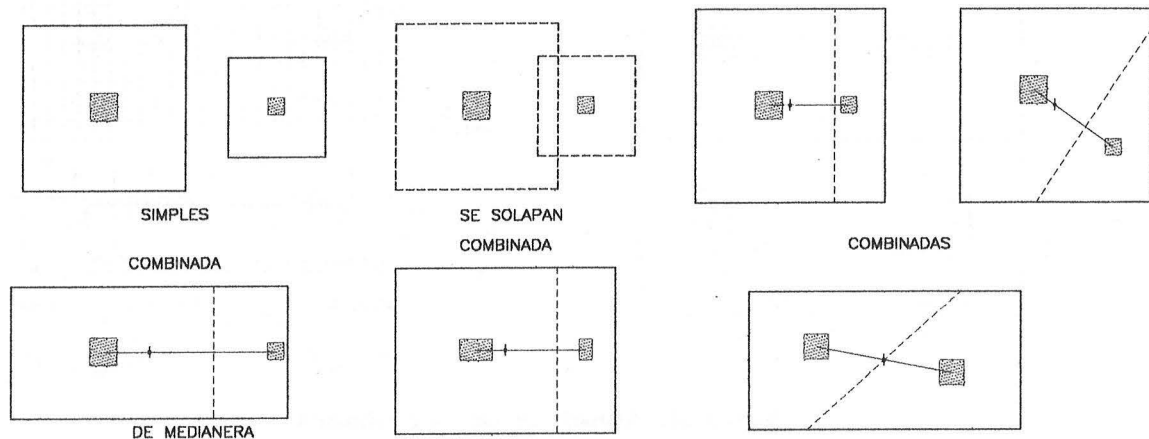 SIMPLES
SE SOLAPAN
COMBINADAS
COMBINADA
COMBINADA
DE MEDIANERA